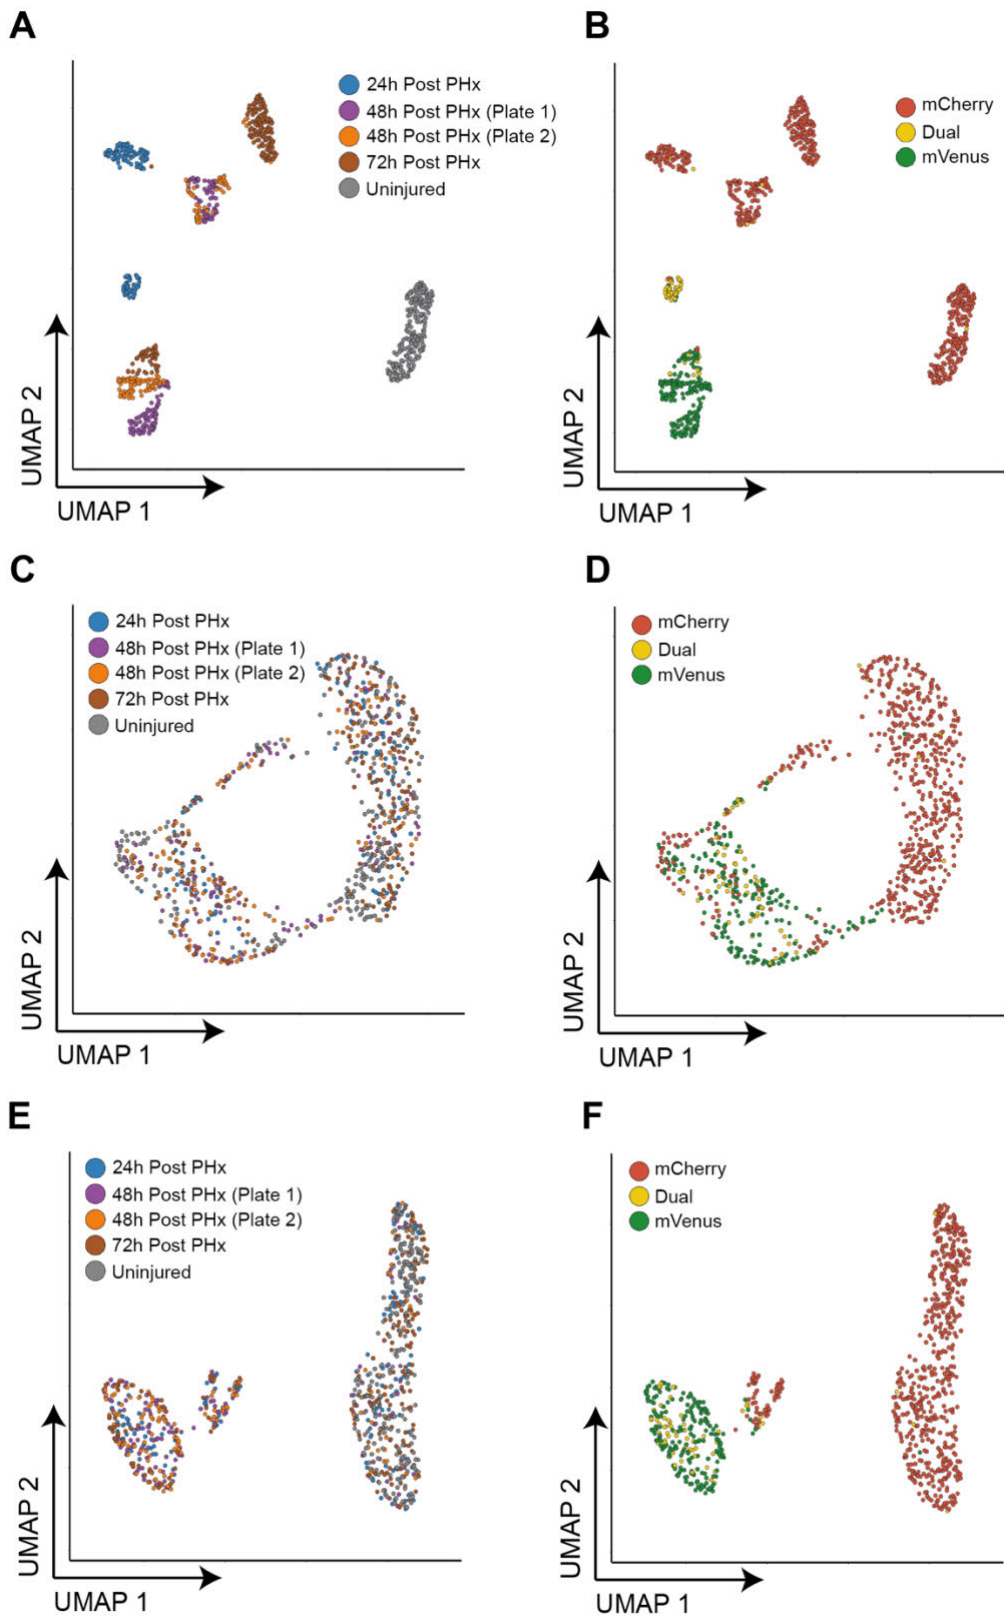 A
24h Post PHx
48h Post PHx (Plate 1)
48h Post PHx (Plate 2)
72h Post PHx
Uninjured
UMAP 2
UMAP 1
B
mCherry
Dual
mVenus
UMAP 2
UMAP 1
C
24h Post PHx
48h Post PHx (Plate 1)
48h Post PHx (Plate 2)
72h Post PHx
Uninjured
UMAP 2
UMAP 1
D
mCherry
Dual
mVenus
UMAP 2
UMAP 1
E
24h Post PHx
48h Post PHx (Plate 1)
48h Post PHx (Plate 2)
72h Post PHx
Uninjured
UMAP 2
UMAP 1
F
mCherry
Dual
mVenus
UMAP 2
UMAP 1